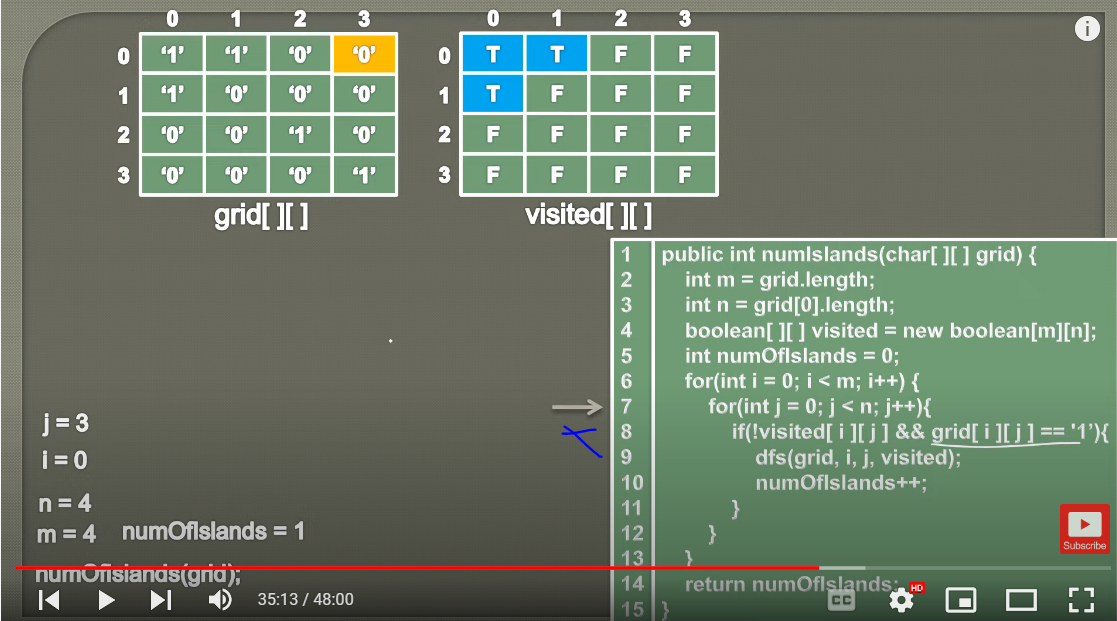 0 1 2 3
0 ‘1’ ‘1’ ‘0’ ‘0’
1 ‘1’ ‘0’ ‘0’ ‘0’
2 ‘0’ ‘0’ ‘1’ ‘0’
3 ‘0’ ‘0’ ‘0’ ‘1’
grid[ ][ ]
0 1 2 3
0 T T F F
1 T F F F
2 F F F F
3 F F F F
visited[ ][ ]
i
1 public int numIslands(char[ ][ ] grid) {
2 int m = grid.length;
3 int n = grid[0].length;
4 boolean[ ][ ] visited = new boolean[m][n];
5 int numOfIslands = 0;
6 for(int i = 0; i < m; i++) {
7 for(int j = 0; j < n; j++){
8 if(!visited[ i ][ j ] && grid[ i ][ j ] == '1’){
9 dfs(grid, i, j, visited);
10 numOfIslands++;
11 }
12 }
13 }
14 return numOfIslands;
15 }
j = 3
i = 0
n = 4
m = 4 numOfIslands = 1
numOfIslands(grid);
Subscribe
35:13 / 48:00
CC
HD